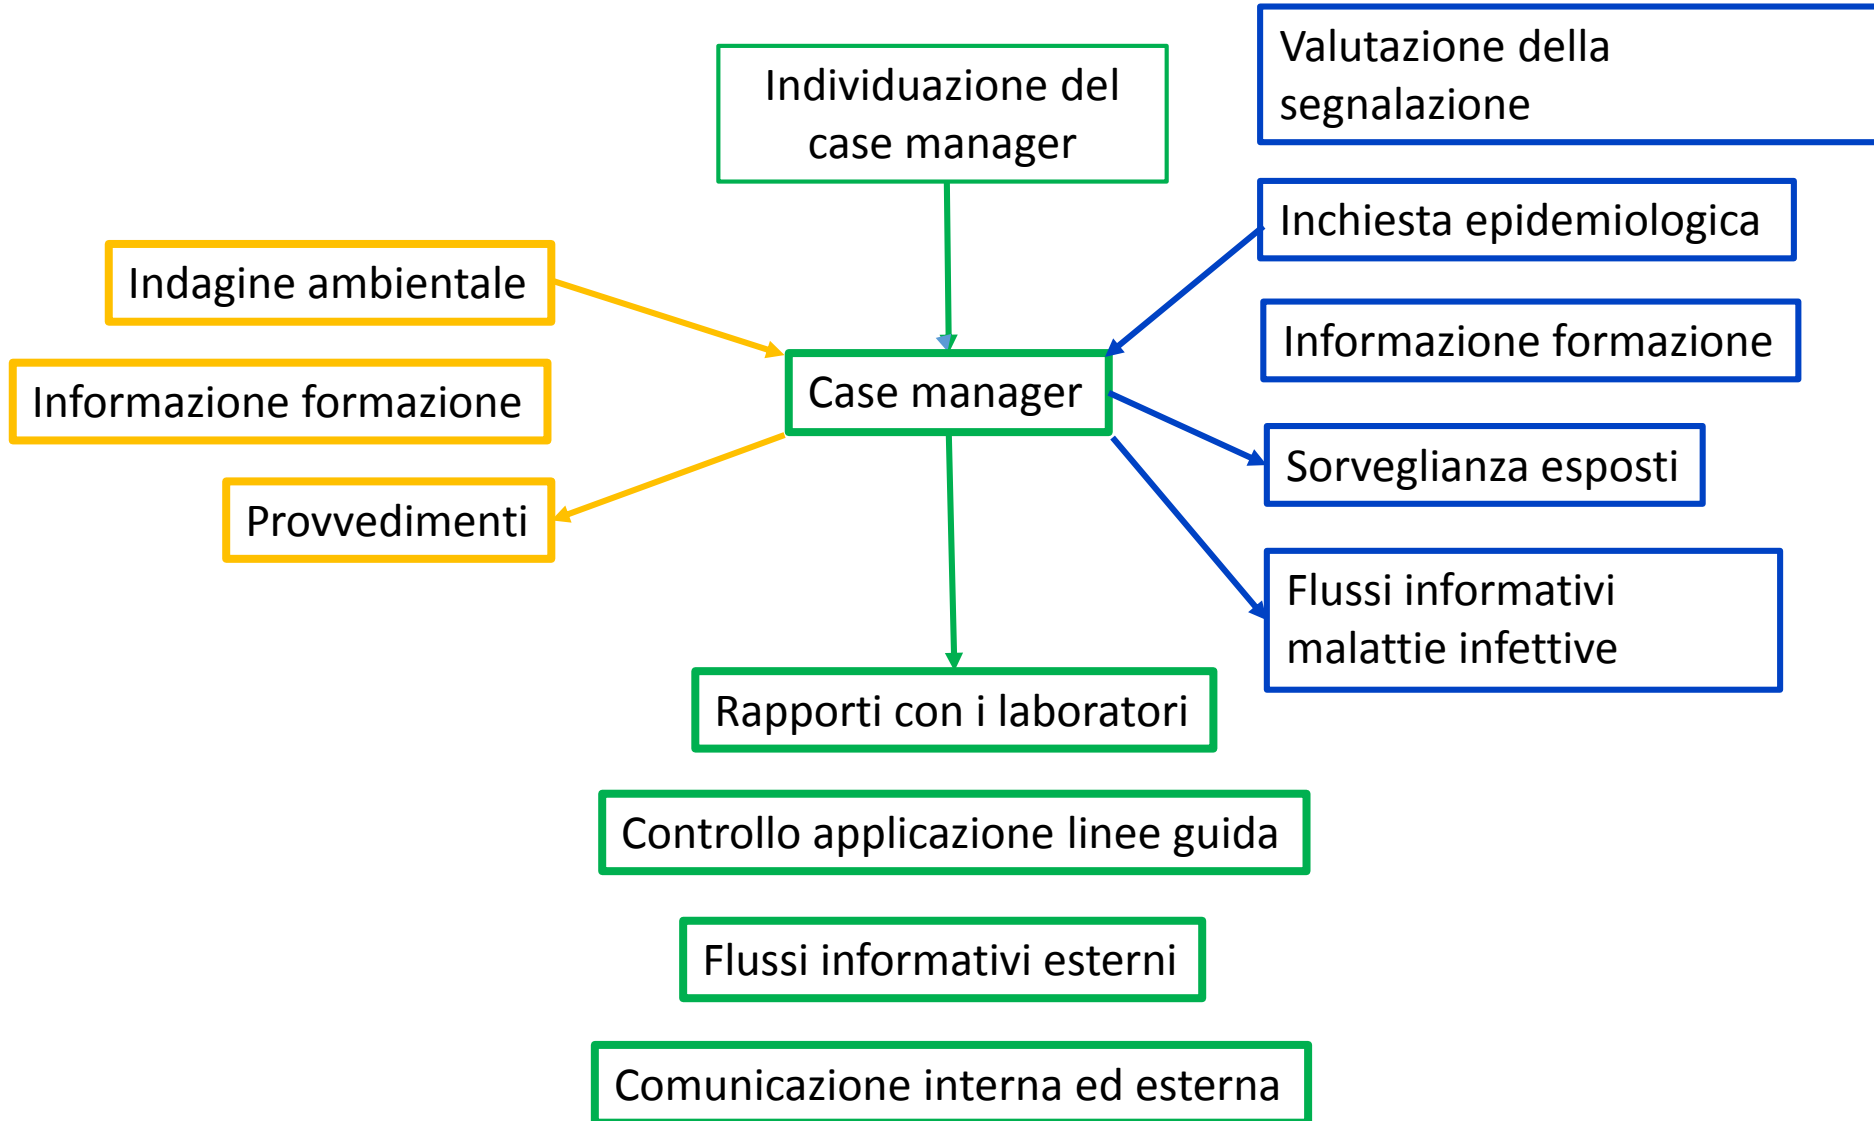 Individuazione del
case manager
Valutazione della
segnalazione
Inchiesta epidemiologica
Indagine ambientale
Informazione formazione
Case manager
Informazione formazione
Sorveglianza esposti
Provvedimenti
Flussi informativi
malattie infettive
Rapporti con i laboratori
Controllo applicazione linee guida
Flussi informativi esterni
Comunicazione interna ed esterna